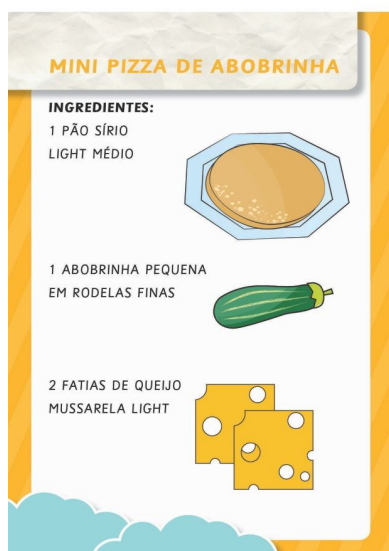 MINI PIZZA DE ABOBRINHA
INGREDIENTES:
1 PÃO SÍRIO
LIGHT MÉDIO
1 ABOBRINHA PEQUENA
EM RODELAS FINAS
2 FATIAS DE QUEIJO
MUSSARELA LIGHT